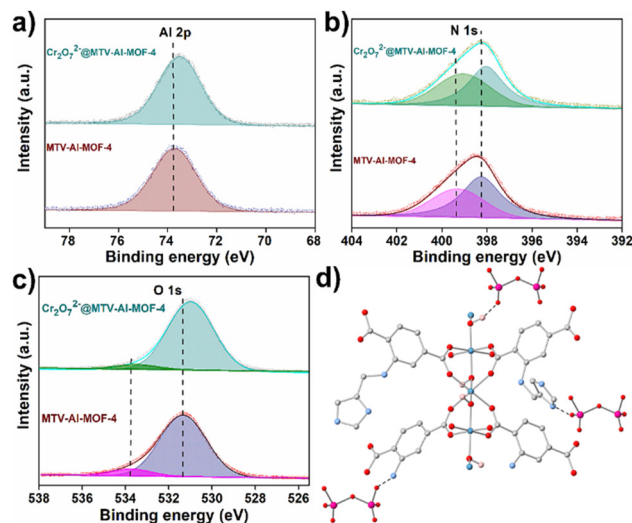 a)
Al 2p
Cr₂O₇²⁻@MTV-Al-MOF-4
MTV-Al-MOF-4
Intensity (a.u.)
78 76 74 72 70 68
Binding energy (eV)
b)
N 1s
Cr₂O₇²⁻@MTV-Al-MOF-4
MTV-Al-MOF-4
Intensity (a.u.)
404 402 400 398 396 394 392
Binding energy (eV)
c)
O 1s
Cr₂O₇²⁻@MTV-Al-MOF-4
MTV-Al-MOF-4
Intensity (a.u.)
538 536 534 532 530 528 526
Binding energy (eV)
d)